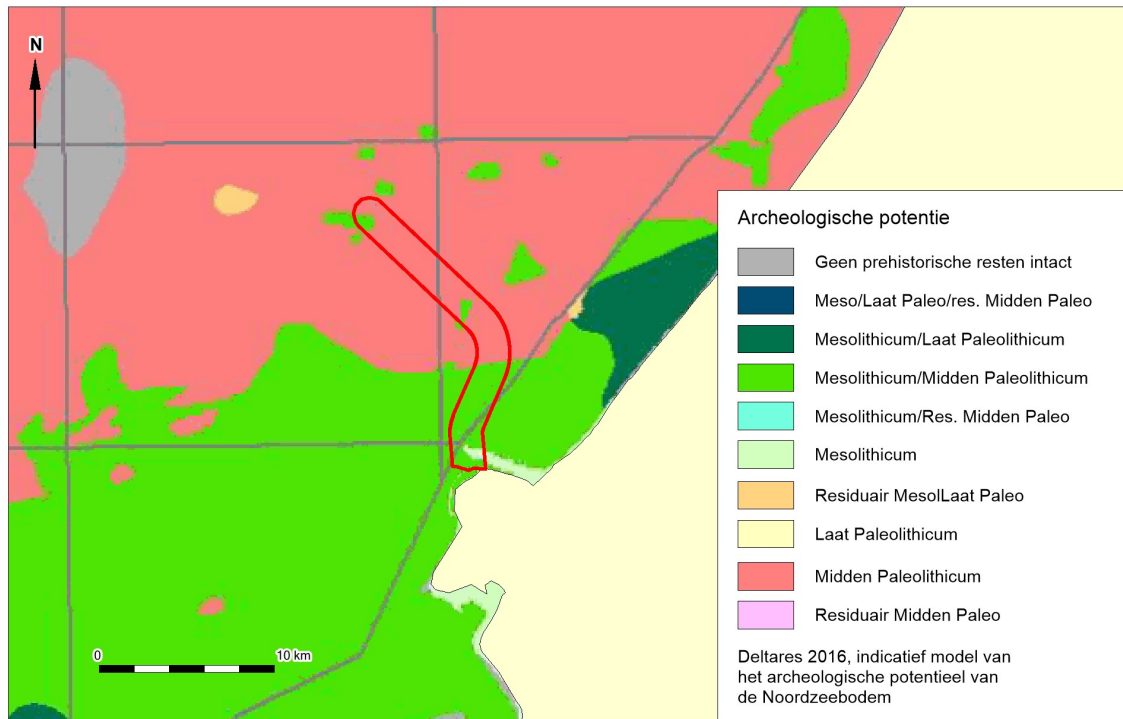 N
Archeologische potentie
Geen prehistorische resten intact
Meso/Laat Paleo/res. Midden Paleo
Mesolithicum/Laat Paleolithicum
Mesolithicum/Midden Paleolithicum
Mesolithicum/Res. Midden Paleo
Mesolithicum
Residuair MesolLaat Paleo
Laat Paleolithicum
Midden Paleolithicum
Residuair Midden Paleo
Deltares 2016, indicatief model van
het archeologische potentieel van
de Noordzeebodem
0 10 km